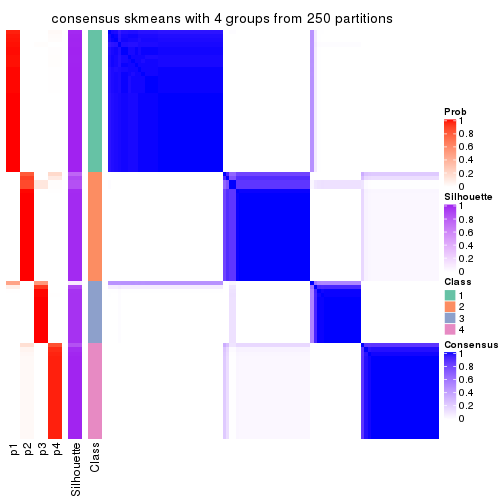 consensus skmeans with 4 groups from 250 partitions
Prob
1
0.8
0.6
0.4
0.2
0
Silhouette
1
0.8
0.6
0.4
0.2
0
Class
1
2
3
4
Consensus
1
0.8
0.6
0.4
0.2
0
p1
p2
p3
p4
Silhouette
Class